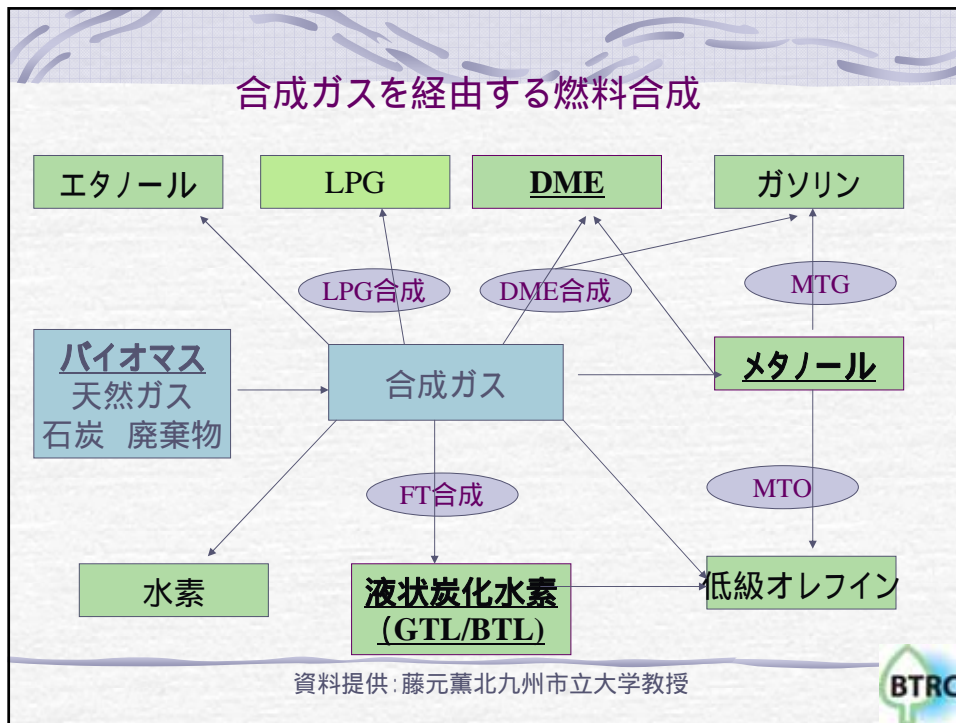 合成ガスを経由する燃料合成
エタノール
LPG
DME
ガソリン
LPG合成
DME合成
MTG
バイオマス
天然ガス
石炭 廃棄物
合成ガス
メタノール
FT合成
MTO
水素
液状炭化水素
(GTL/BTL)
低級オレフイン
資料提供:藤元薫北九州市立大学教授
BTRC